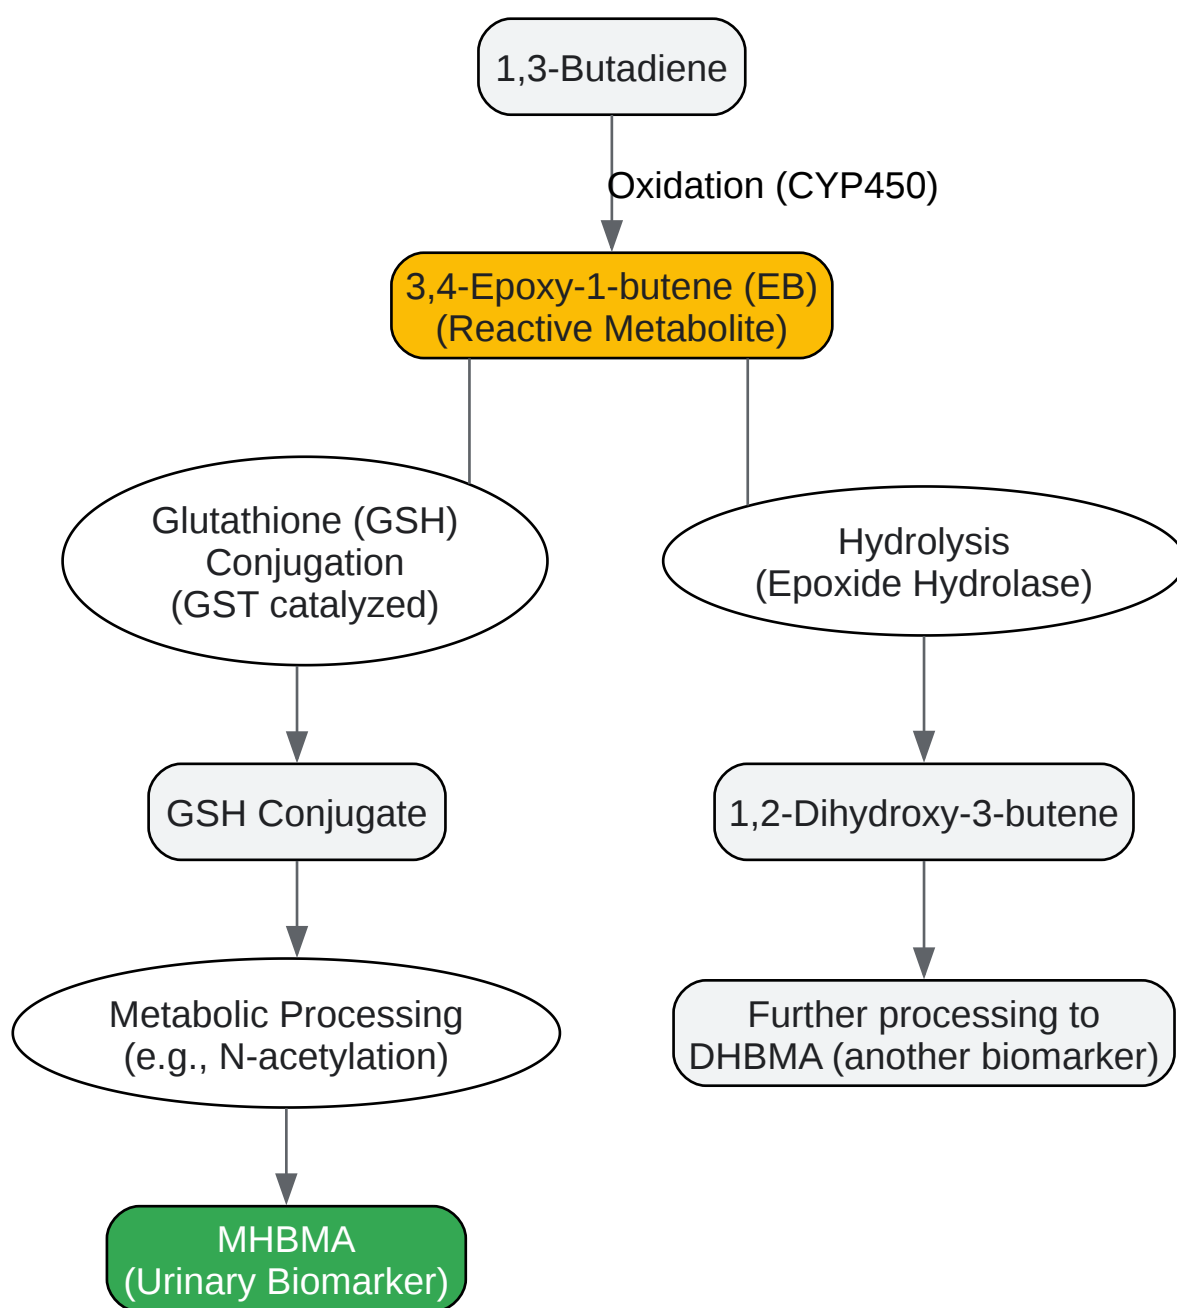 1,3-Butadiene
Oxidation (CYP450)
3,4-Epoxy-1-butene (EB)
(Reactive Metabolite)
Glutathione (GSH)
Conjugation
(GST catalyzed)
Hydrolysis
(Epoxide Hydrolase)
GSH Conjugate
1,2-Dihydroxy-3-butene
Metabolic Processing
(e.g., N-acetylation)
Further processing to
DHBMA (another biomarker)
MHBMA
(Urinary Biomarker)